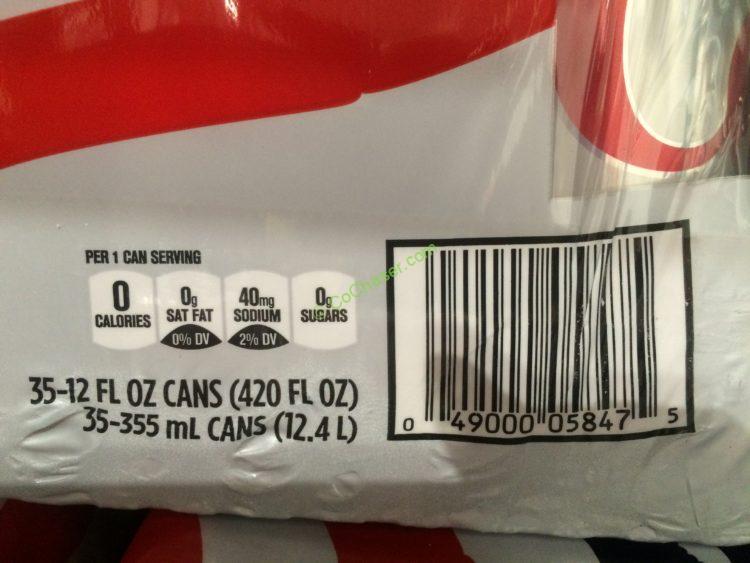 PER 1 CAN SERVING
0
CALORIES
0g
SAT FAT
0% DV
40mg
SODIUM
2% DV
0g
SUGARS
35-12 FL OZ CANS (420 FL OZ)
35-355 mL CANS (12.4 L)
0 49000 05847 5